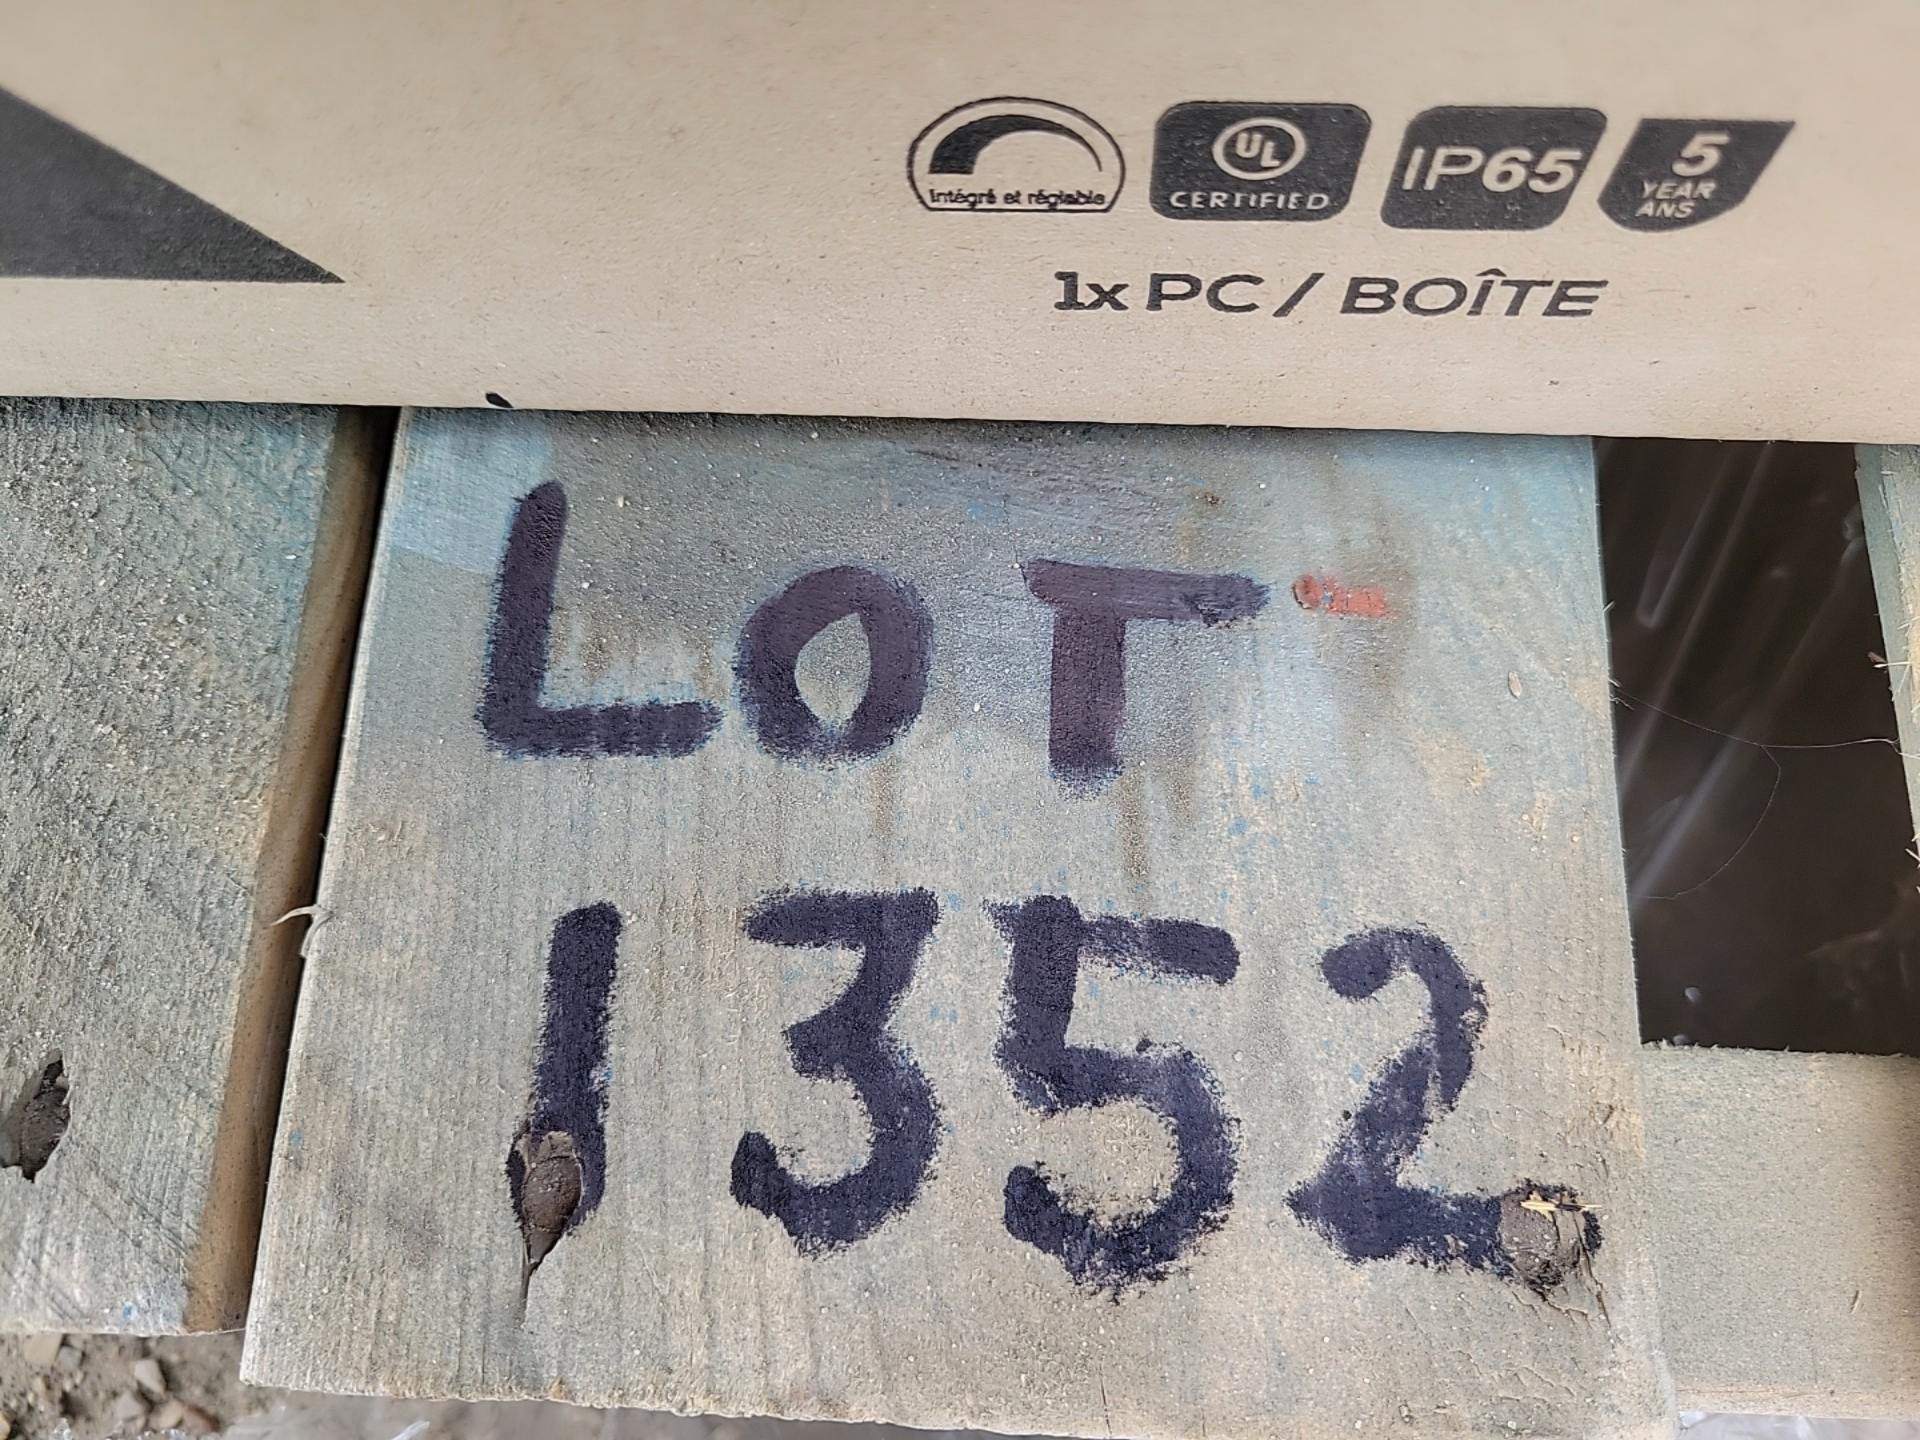 Intégré et réglable
UL
CERTIFIED
IP65
5
YEAR
ANS
1x PC / BOÎTE
LOT
1352